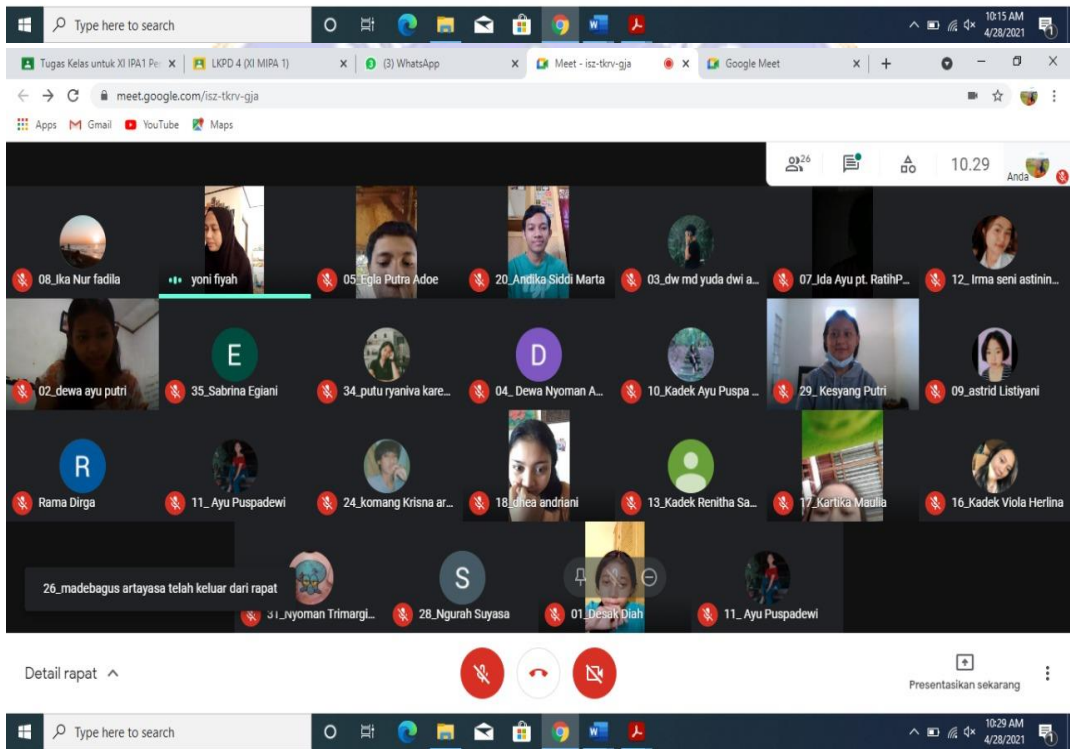 Type here to search
10:15 AM
4/28/2021
1
Tugas Kelas untuk XI IPA1 Pe
LKPD 4 (XI MIPA 1)
(3) WhatsApp
Meet - isz-tkrv-gja
Google Meet
meet.google.com/isz-tkrv-gja
Apps Gmail YouTube Maps
26
10.29
Anda
08_Ika Nur fadila
yoni fiyah
05_Egla Putra Adoe
20_Andika Siddi Marta
03_dw md yuda dwi a...
07_Ida Ayu pt. RatihP...
12_ Irma seni astinin...
02_dewa ayu putri
E
35_Sabrina Egiani
34_putu ryaniva kare...
D
04_ Dewa Nyoman A...
10_Kadek Ayu Puspa ...
29_ Kesyang Putri
09_astrid Listiyani
R
Rama Dirga
11_ Ayu Puspadewi
24_komang Krisna ar...
18_dhea andriani
13_Kadek Renitha Sa...
17_Kartika Maulia
16_Kadek Viola Herlina
26_madebagus artayasa telah keluar dari rapat
31_Nyoman Trimargi...
S
28_Ngurah Suyasa
01_Desak Diah
11_ Ayu Puspadewi
Detail rapat
Presentasikan sekarang
Type here to search
10:29 AM
4/28/2021